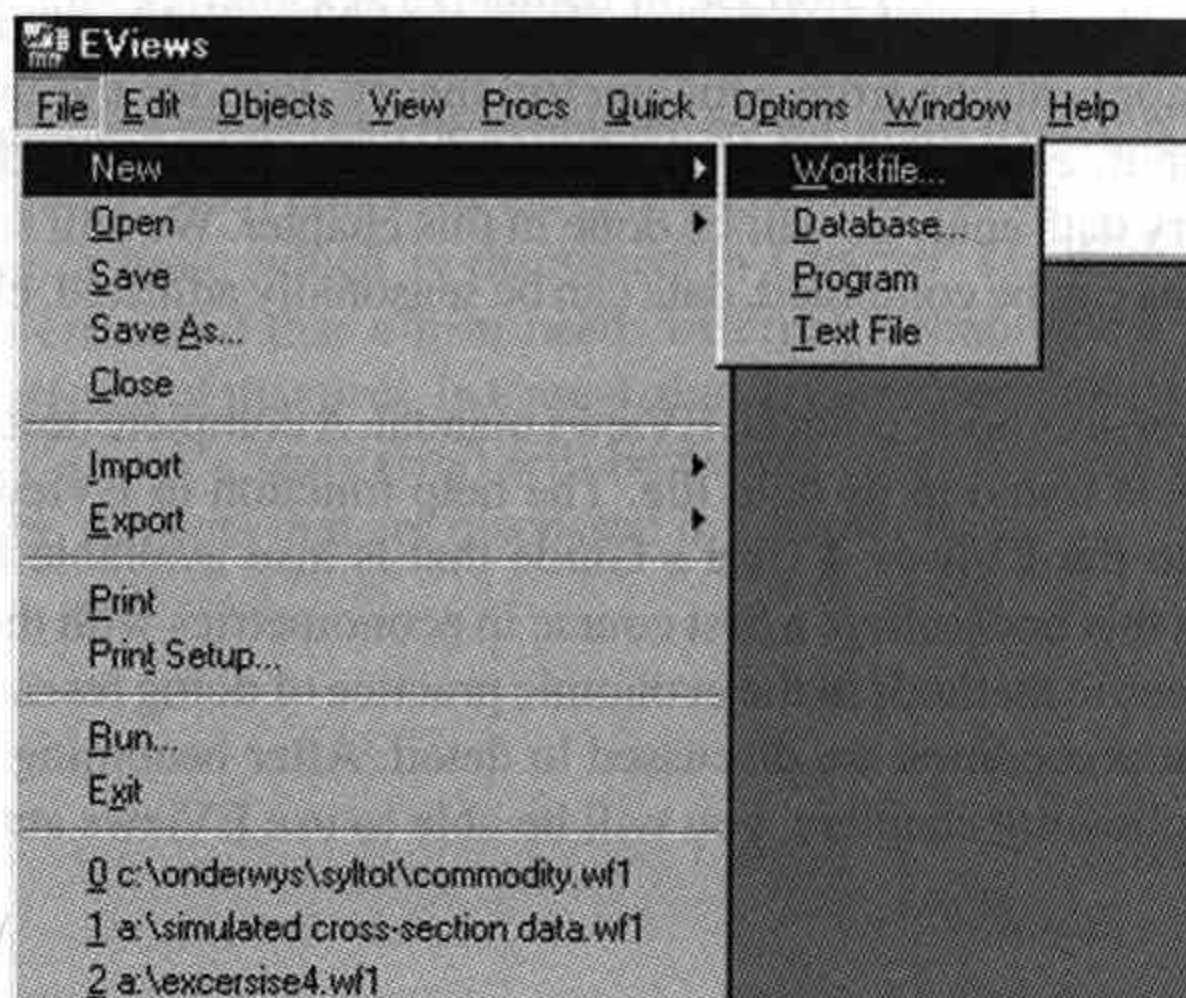 EViews
File Edit Objects View Procs Quick Options Window Help
New
Open
Save
Save As...
Close
Import
Export
Print
Print Setup...
Run...
Exit
0 c:\onderwys\syltot\commodity.wf1
1 a:\simulated cross-section data.wf1
2 a:\excersise4.wf1
Workfile...
Database...
Program
Text File